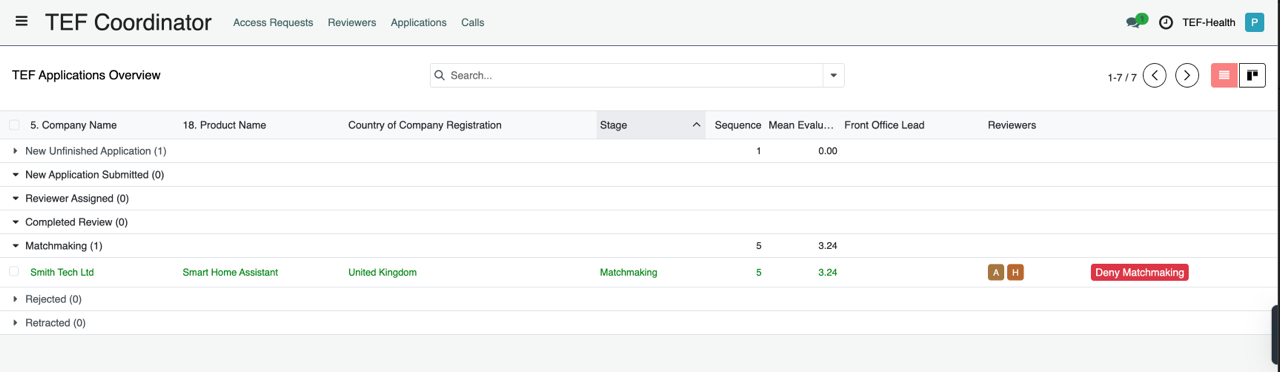 TEF Coordinator Access Requests Reviewers Applications Calls 1 TEF-Health P
TEF Applications Overview Search... 1-7 / 7
5. Company Name 18. Product Name Country of Company Registration Stage Sequence Mean Evalu... Front Office Lead Reviewers
New Unfinished Application (1) 1 0.00
New Application Submitted (0)
Reviewer Assigned (0)
Completed Review (0)
Matchmaking (1) 5 3.24
Smith Tech Ltd Smart Home Assistant United Kingdom Matchmaking 5 3.24 A H Deny Matchmaking
Rejected (0)
Retracted (0)